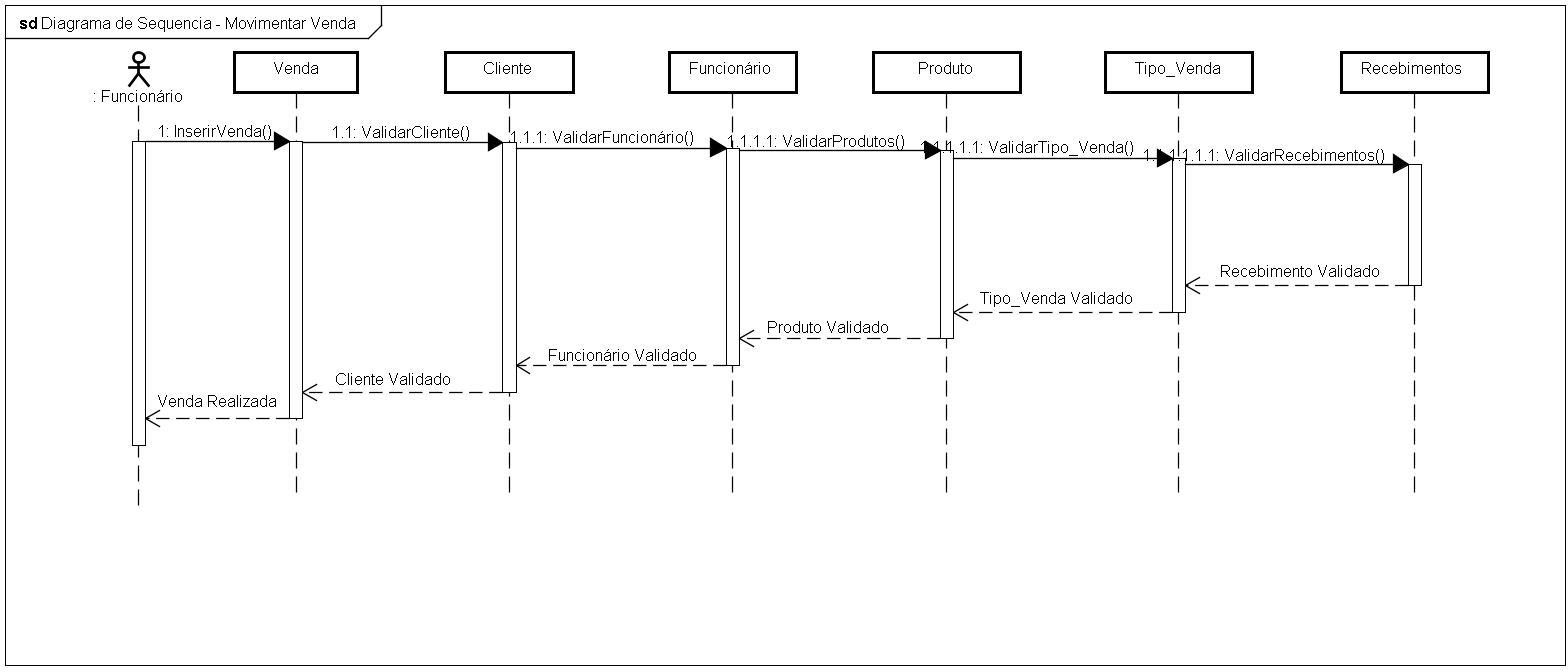 sd Diagrama de Sequencia - Movimentar Venda
: Funcionário
Venda
Cliente
Funcionário
Produto
Tipo_Venda
Recebimentos
1: InserirVenda()
1.1: ValidarCliente()
1.1.1: ValidarFuncionário()
1.1.1.1: ValidarProdutos()
1.1.1.1.1: ValidarTipo_Venda()
1.1.1.1.1.1: ValidarRecebimentos()
Recebimento Validado
Tipo_Venda Validado
Produto Validado
Funcionário Validado
Cliente Validado
Venda Realizada